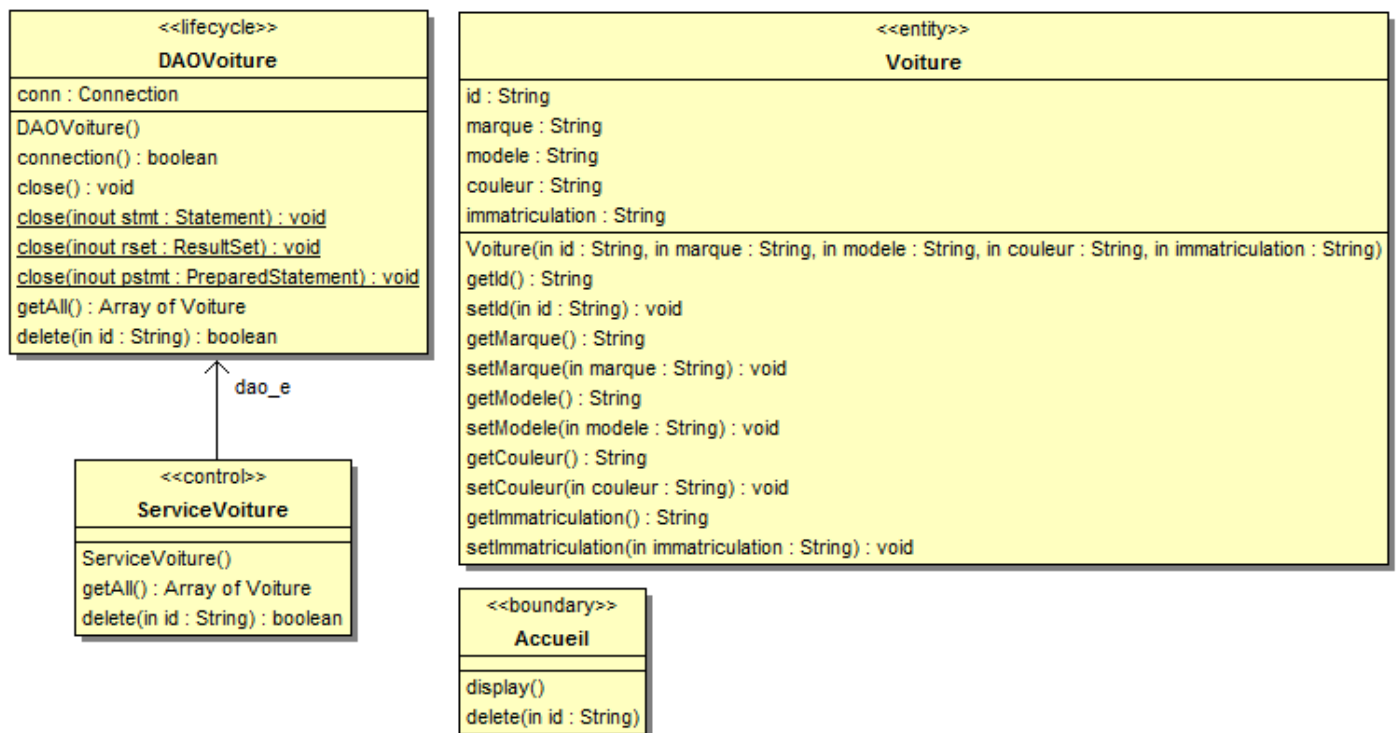 <<lifecycle>>
DAOVoiture
conn : Connection
DAOVoiture()
connection() : boolean
close() : void
close(inout stmt : Statement) : void
close(inout rset : ResultSet) : void
close(inout pstmt : PreparedStatement) : void
getAll() : Array of Voiture
delete(in id : String) : boolean
dao_e
<<control>>
ServiceVoiture
ServiceVoiture()
getAll() : Array of Voiture
delete(in id : String) : boolean
<<entity>>
Voiture
id : String
marque : String
modele : String
couleur : String
immatriculation : String
Voiture(in id : String, in marque : String, in modele : String, in couleur : String, in immatriculation : String)
getId() : String
setId(in id : String) : void
getMarque() : String
setMarque(in marque : String) : void
getModele() : String
setModele(in modele : String) : void
getCouleur() : String
setCouleur(in couleur : String) : void
getImmatriculation() : String
setImmatriculation(in immatriculation : String) : void
<<boundary>>
Accueil
display()
delete(in id : String)